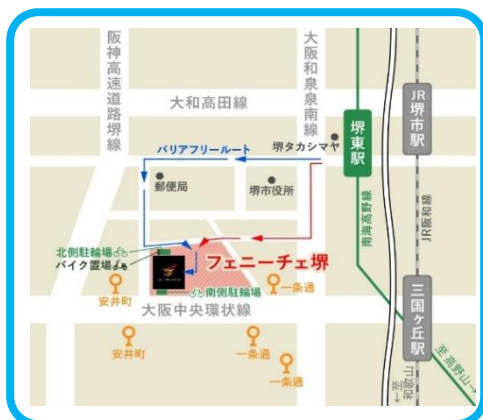 阪神高速道路堺線
大阪和泉泉南線
大和高田線
JR堺市駅
堺東駅
バリアフリールート
堺タカシマヤ
郵便局
堺市役所
南海高野線
JR阪和線
北側駐輪場
バイク置場
フェニーチェ堺
南側駐輪場
安井町
一条通
大阪中央環状線
三国ヶ丘駅
安井町
一条通
一条通
至和歌山
至高野山